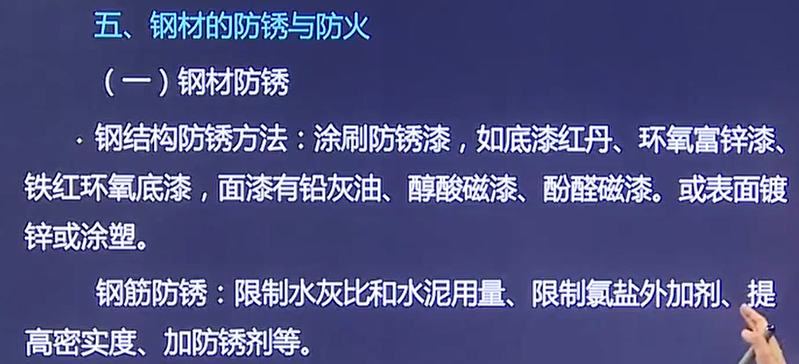 五、钢材的防锈与防火
（一）钢材防锈
·钢结构防锈方法：涂刷防锈漆，如底漆红丹、环氧富锌漆、
铁红环氧底漆，面漆有铅灰油、醇酸磁漆、酚醛磁漆。或表面镀
锌或涂塑。
钢筋防锈：限制水灰比和水泥用量、限制氯盐外加剂、提
高密实度、加防锈剂等。